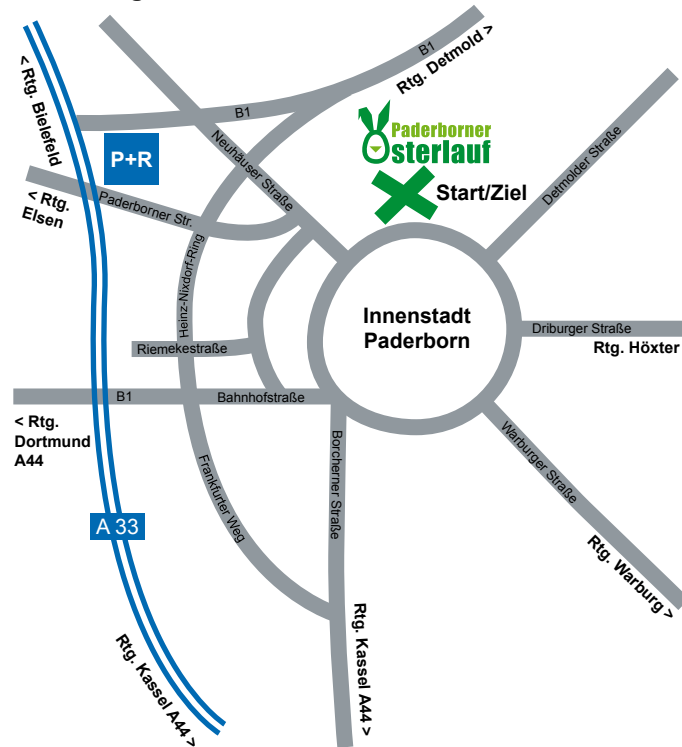 B1
Rtg. Detmold >
B1
< Rtg. Bielefeld
P+R
Neuhäuser Straße
Paderborner
Osterlauf
Start/Ziel
Detmolder Straße
< Rtg.
Elsen
Paderborner Str.
Heinz-Nixdorf-Ring
Innenstadt
Paderborn
Driburger Straße
Rtg. Höxter
Riemekestraße
B1
Bahnhofstraße
< Rtg.
Dortmund
A44
Borcherner Straße
Warburger Straße
Frankfurter Weg
A 33
Rtg. Warburg >
Rtg. Kassel A44 >
Rtg. Kassel A44 >